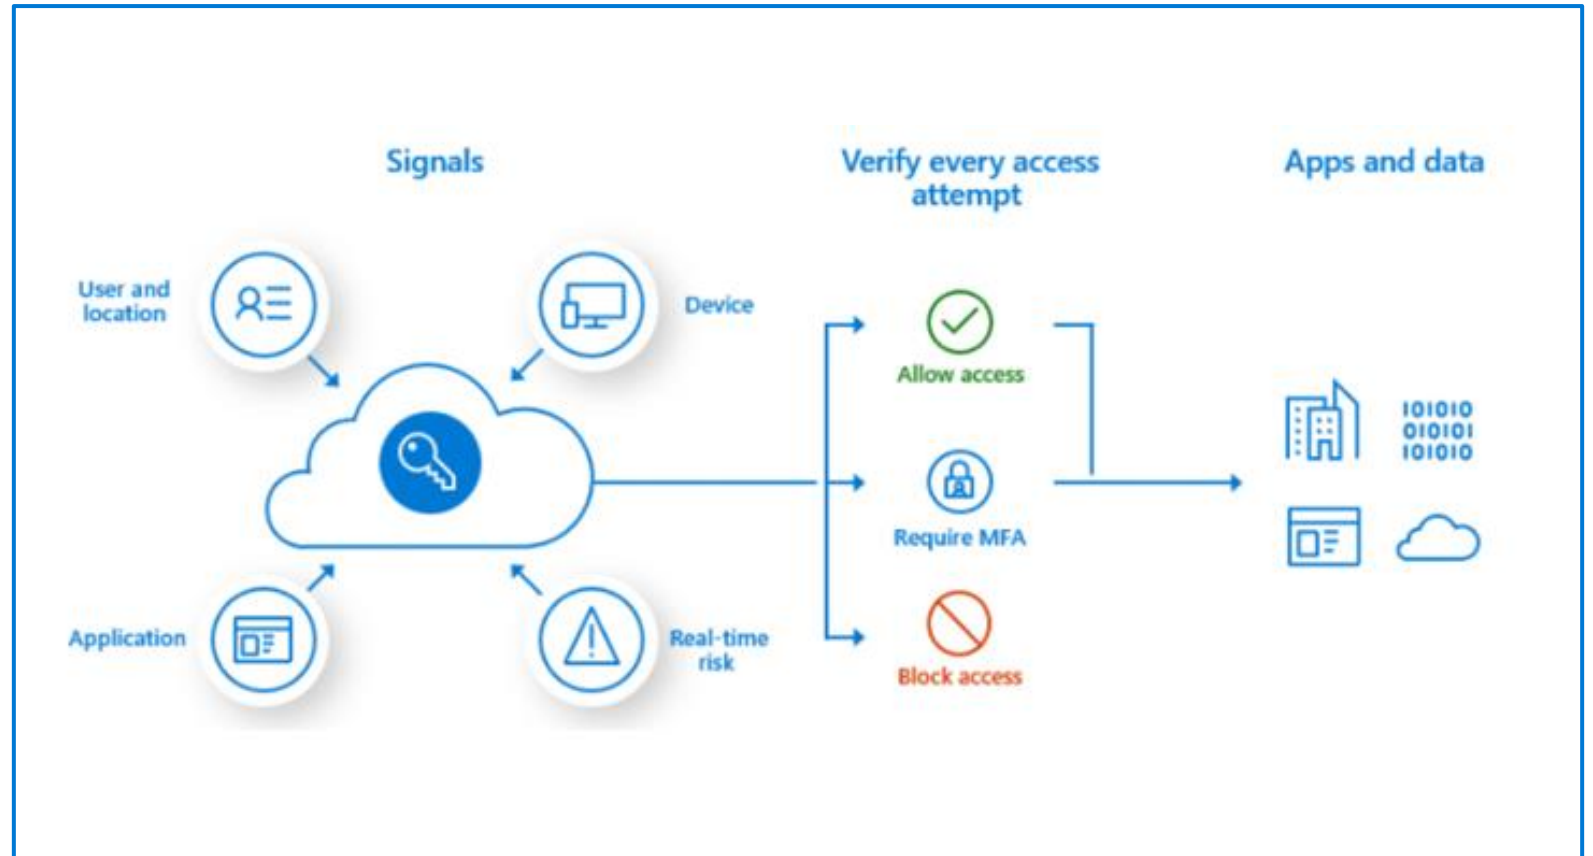 Signals
Verify every access
attempt
Apps and data
User and
location
Device
Allow access
101010
010101
101010
Require MFA
Application
Real-time
risk
Block access